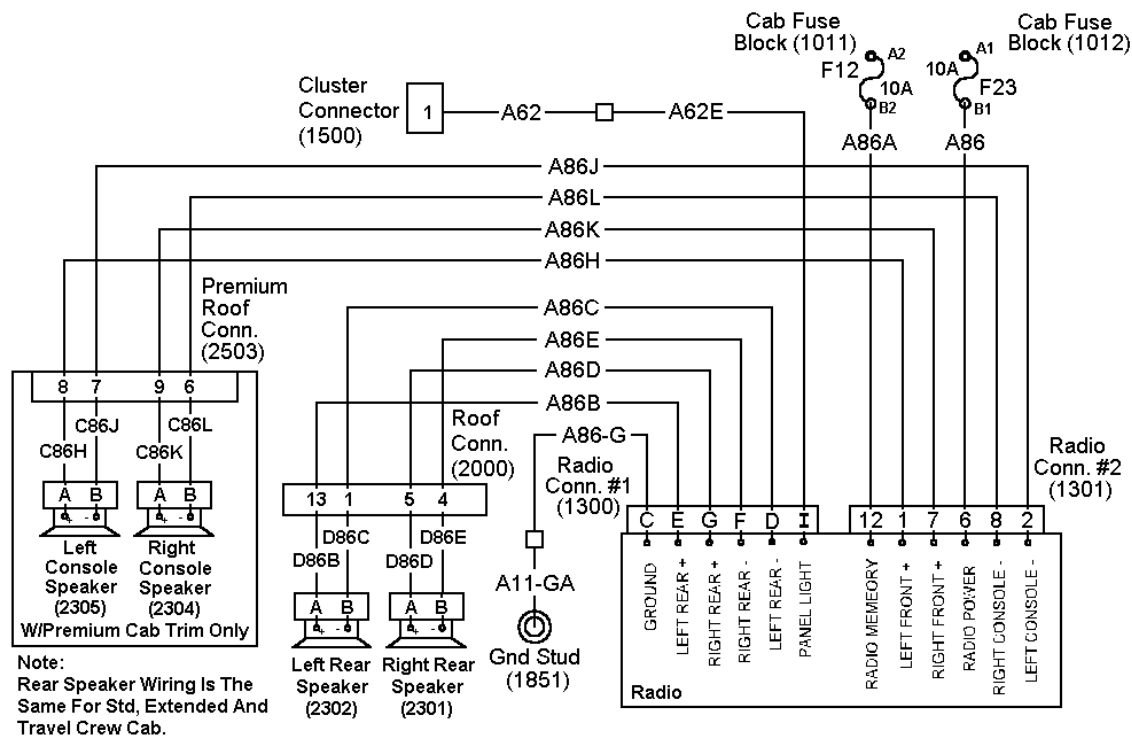 Cab Fuse
Block (1011)
Cab Fuse
Block (1012)
A2
F12
10A
B2
A1
10A
F23
B1
Cluster
Connector
(1500)
1
A62
A62E
A86A
A86
A86J
A86L
A86K
A86H
Premium
Roof
Conn.
(2503)
A86C
A86E
A86D
A86B
A86-G
8 7 9 6
C86J
C86L
C86H
C86K
A B A B
+ - + -
Left
Console
Speaker
(2305)
Right
Console
Speaker
(2304)
W/Premium Cab Trim Only
Note:
Rear Speaker Wiring Is The
Same For Std, Extended And
Travel Crew Cab.
Roof
Conn.
(2000)
13 1 5 4
D86C
D86E
D86B
D86D
A B A B
+ - + -
Left Rear
Speaker
(2302)
Right Rear
Speaker
(2301)
A11-GA
Gnd Stud
(1851)
Radio
Conn. #1
(1300)
Radio
Conn. #2
(1301)
C E G F D I
12 1 7 6 8 2
GROUND
LEFT REAR +
RIGHT REAR +
RIGHT REAR -
LEFT REAR -
PANEL LIGHT
RADIO MEMEORY
LEFT FRONT +
RIGHT FRONT +
RADIO POWER
RIGHT CONSOLE -
LEFT CONSOLE -
Radio